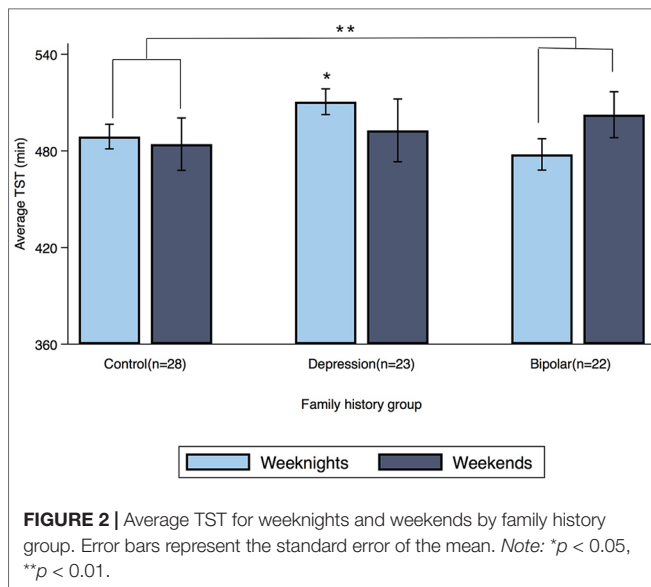 **
540
*
480
420
360
Average TST (min)
Control(n=28) Depression(n=23) Bipolar(n=22)
Family history group
Weeknights Weekends
FIGURE 2 | Average TST for weeknights and weekends by family history
group. Error bars represent the standard error of the mean. Note: *p < 0.05,
**p < 0.01.